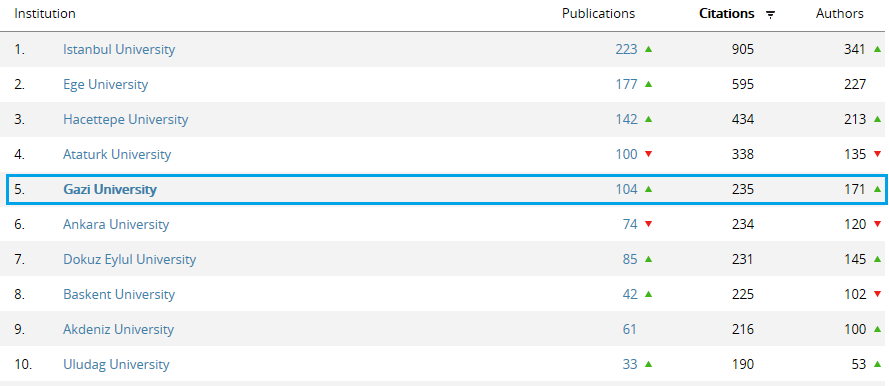 Institution Publications Citations Authors
1. Istanbul University 223 905 341
2. Ege University 177 595 227
3. Hacettepe University 142 434 213
4. Ataturk University 100 338 135
5. Gazi University 104 235 171
6. Ankara University 74 234 120
7. Dokuz Eylul University 85 231 145
8. Baskent University 42 225 102
9. Akdeniz University 61 216 100
10. Uludag University 33 190 53